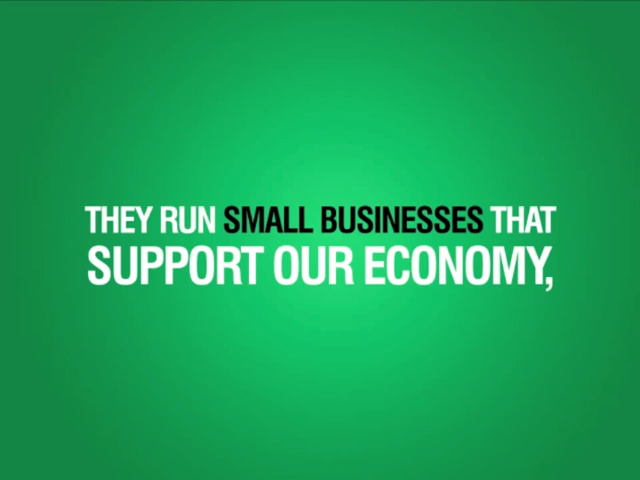 THEY RUN SMALL BUSINESSES THAT
SUPPORT OUR ECONOMY,